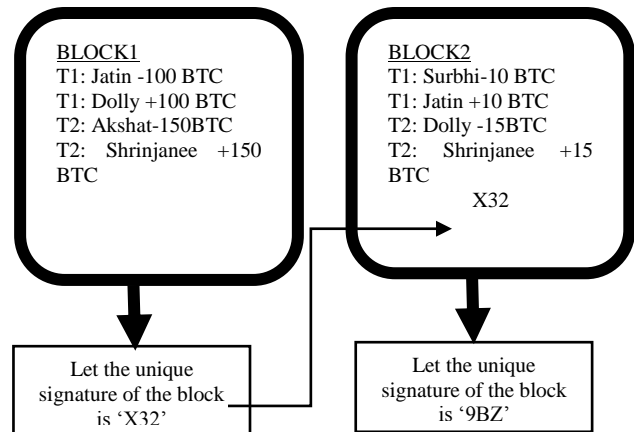 BLOCK1
T1: Jatin -100 BTC
T1: Dolly +100 BTC
T2: Akshat-150BTC
T2: Shrinjanee +150
BTC
BLOCK2
T1: Surbhi-10 BTC
T1: Jatin +10 BTC
T2: Dolly -15BTC
T2: Shrinjanee +15
BTC
X32
Let the unique
signature of the block
is ‘X32’
Let the unique
signature of the block
is ‘9BZ’